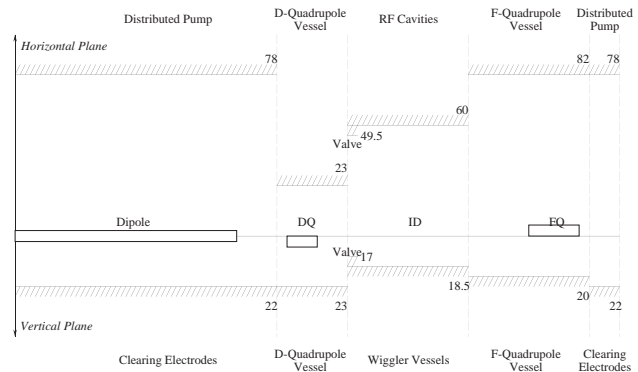 Distributed Pump
D-Quadrupole
Vessel
RF Cavities
F-Quadrupole
Vessel
Distributed
Pump
Horizontal Plane
78
82
78
60
49.5
Valve
23
Dipole
DQ
ID
FQ
Valve
17
18.5
22
23
20
22
Vertical Plane
Clearing Electrodes
D-Quadrupole
Vessel
Wiggler Vessels
F-Quadrupole
Vessel
Clearing
Electrodes